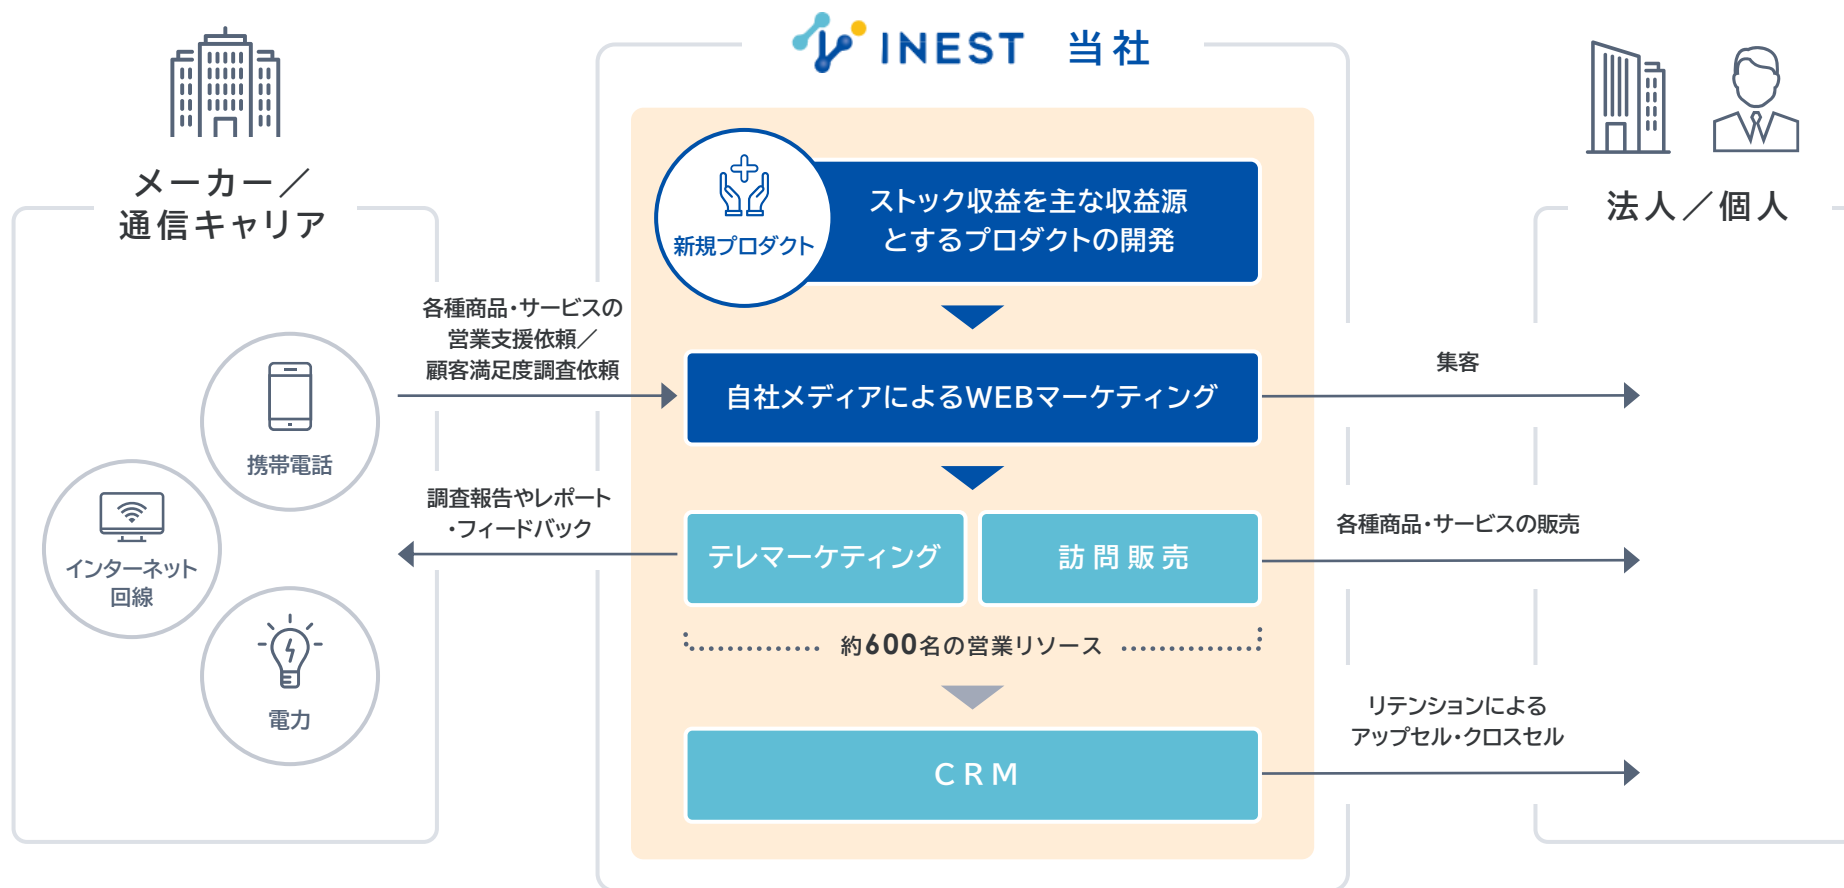 INEST 当社
メーカー／
通信キャリア
携帯電話
インターネット
回線
電力
各種商品・サービスの
営業支援依頼／
顧客満足度調査依頼
調査報告やレポート
・フィードバック
新規プロダクト
ストック収益を主な収益源
とするプロダクトの開発
自社メディアによるWEBマーケティング
テレマーケティング
訪問販売
約600名の営業リソース
CRM
集客
各種商品・サービスの販売
リテンションによる
アップセル・クロスセル
法人／個人